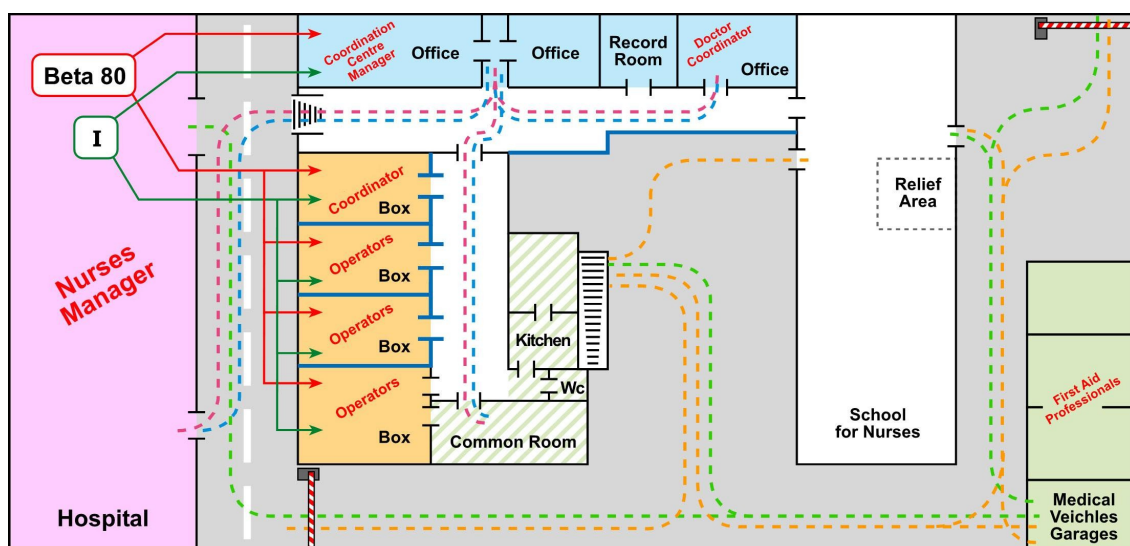 Coordination
Centre
Manager
Office
Office
Record
Room
Doctor
Coordinator
Office
Beta 80
I
Coordinator
Box
Operators
Box
Operators
Box
Operators
Box
Nurses
Manager
Hospital
Kitchen
Wc
Common Room
Relief
Area
School
for Nurses
First Aid
Professionals
Medical
Veichles
Garages